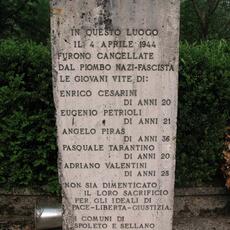 IN QUESTO LUOGO
IL 4 APRILE 1944
FURONO CANCELLATE
DAL PIOMBO NAZI-FASCISTA
LE GIOVANI VITE DI:
ENRICO CESARINI
DI ANNI 20
EUGENIO PETRIOLI
DI ANNI 21
ANGELO PIRAS
DI ANNI 36
PASQUALE TARANTINO
DI ANNI 20
ADRIANO VALENTINI
DI ANNI 25
NON SIA DIMENTICATO
IL LORO SACRIFICIO
PER GLI IDEALI DI
PACE-LIBERTA-GIUSTIZIA.
I COMUNI DI
SPOLETO E SELLANO